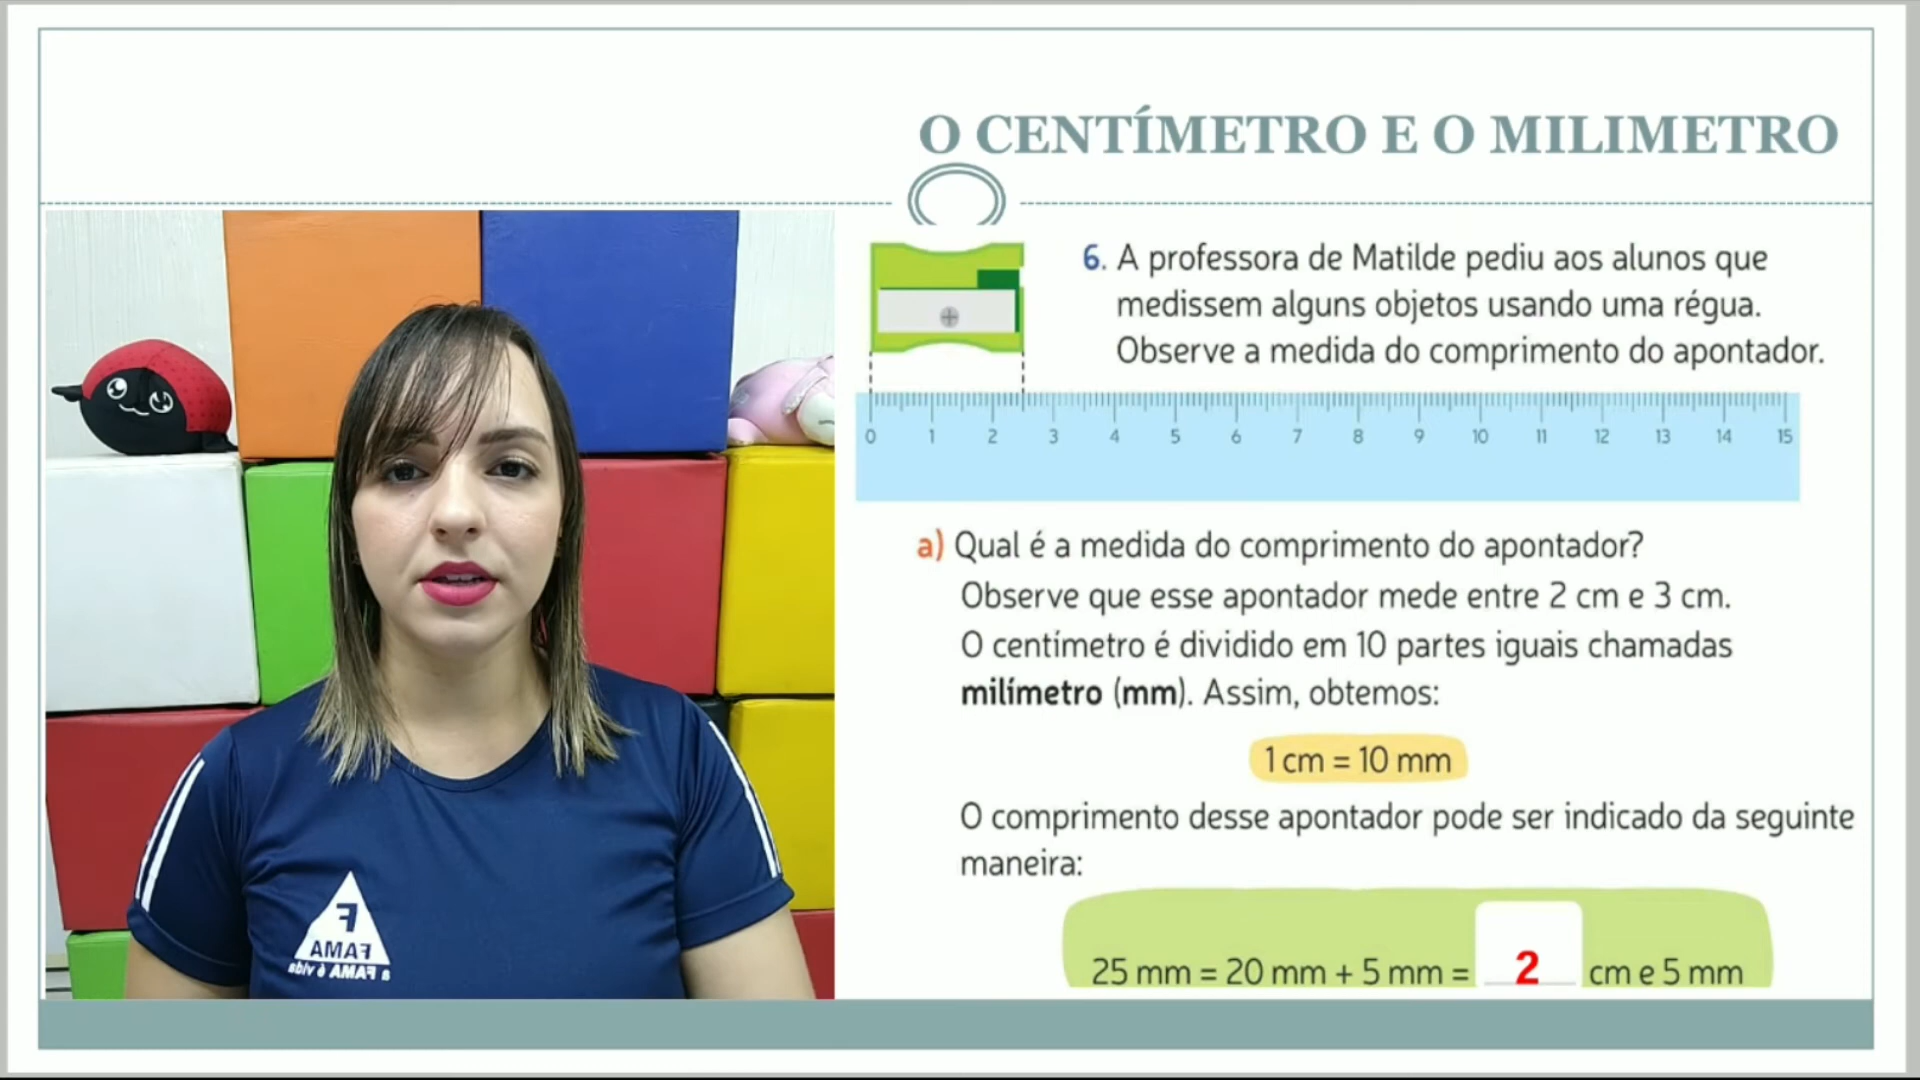 O CENTÍMETRO E O MILIMETRO
6. A professora de Matilde pediu aos alunos que
medissem alguns objetos usando uma régua.
Observe a medida do comprimento do apontador.
0 1 2 3 4 5 6 7 8 9 10 11 12 13 14 15
a) Qual é a medida do comprimento do apontador?
Observe que esse apontador mede entre 2 cm e 3 cm.
O centímetro é dividido em 10 partes iguais chamadas
milímetro (mm). Assim, obtemos:
1 cm = 10 mm
O comprimento desse apontador pode ser indicado da seguinte
maneira:
25 mm = 20 mm + 5 mm = 2 cm e 5 mm
F
FAMA
a FAMA é vida